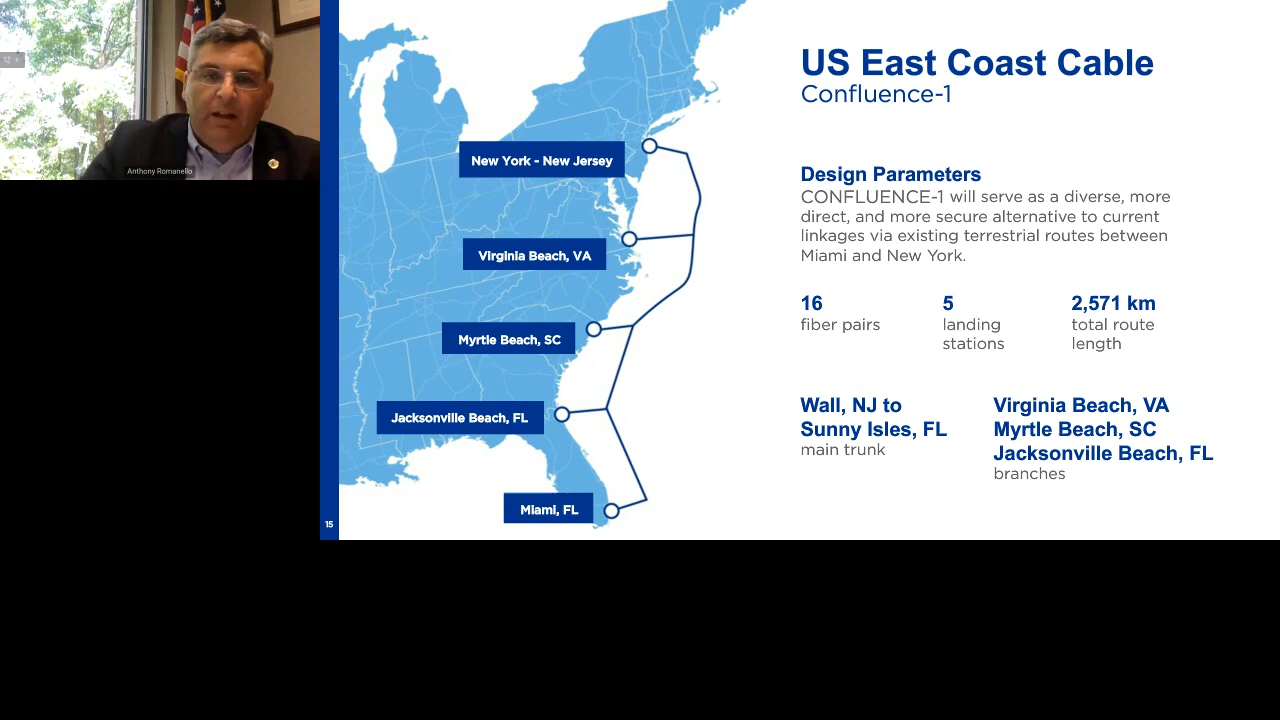 Anthony Romanello
US East Coast Cable
Confluence-1
New York - New Jersey
Virginia Beach, VA
Myrtle Beach, SC
Jacksonville Beach, FL
Miami, FL
Design Parameters
CONFLUENCE-1 will serve as a diverse, more
direct, and more secure alternative to current
linkages via existing terrestrial routes between
Miami and New York.
16
fiber pairs
5
landing
stations
2,571 km
total route
length
Wall, NJ to
Sunny Isles, FL
main trunk
Virginia Beach, VA
Myrtle Beach, SC
Jacksonville Beach, FL
branches
15